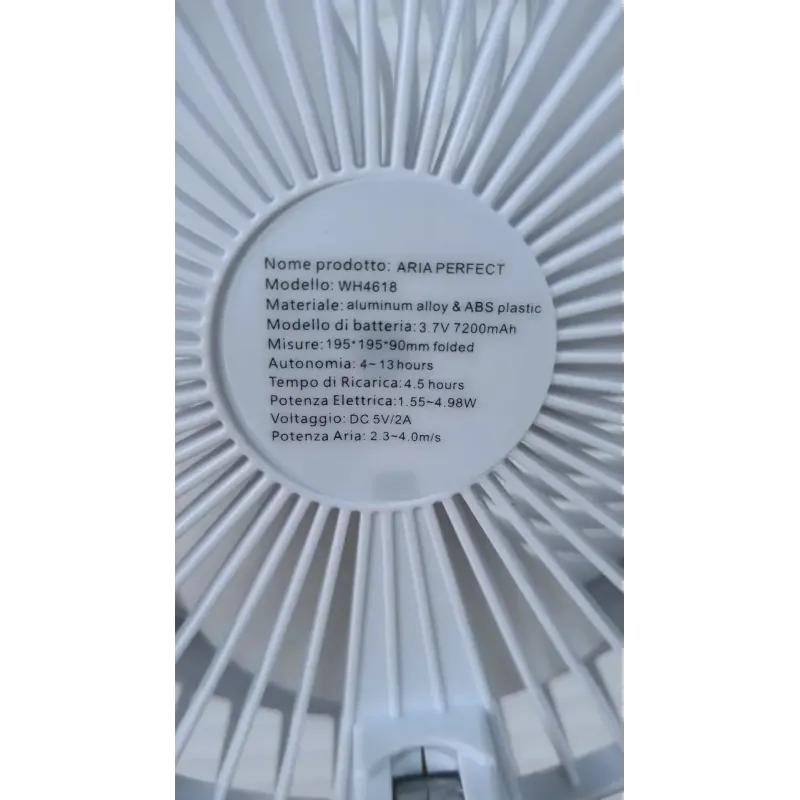 Nome prodotto: ARIA PERFECT
Modello: WH4618
Materiale: aluminum alloy & ABS plastic
Modello di batteria: 3.7V 7200mAh
Misure: 195*195*90mm folded
Autonomia: 4~13hours
Tempo di Ricarica: 4.5 hours
Potenza Elettrica:1.55~4.98W
Voltaggio: DC 5V/2A
Potenza Aria: 2.3~4.0m/s